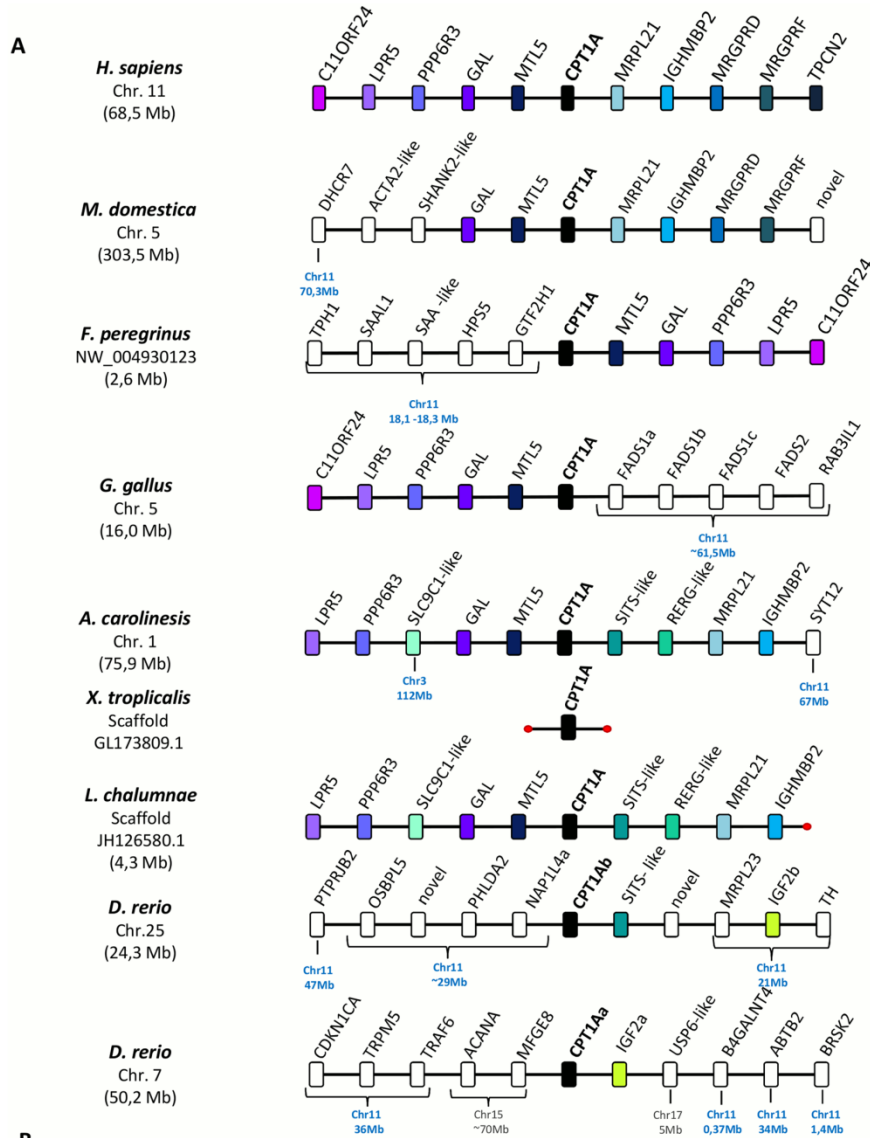 A
C11ORF24 LPR5 PPP6R3 GAL MTL5 CPT1A MRPL21 IGHMBP2 MRGPRD MRGPRF TPCN2
H. sapiens
Chr. 11
(68,5 Mb)
DHCR7 ACTA2-like SHANK2-like GAL MTL5 CPT1A MRPL21 IGHMBP2 MRGPRD MRGPRF novel
M. domestica
Chr. 5
(303,5 Mb)
Chr11
70,3Mb
TPH1 SAAL1 SAA -like HPS5 GTF2H1 CPT1A MTL5 GAL PPP6R3 LPR5 C11ORF24
F. peregrinus
NW_004930123
(2,6 Mb)
Chr11
18,1 -18,3 Mb
C11ORF24 LPR5 PPP6R3 GAL MTL5 CPT1A FADS1a FADS1b FADS1c FADS2 RAB3IL1
G. gallus
Chr. 5
(16,0 Mb)
Chr11
~61,5Mb
LPR5 PPP6R3 SLC9C1-like GAL MTL5 CPT1A SITS-like RERG-like MRPL21 IGHMBP2 SYT12
A. carolinesis
Chr. 1
(75,9 Mb)
Chr3
112Mb
Chr11
67Mb
CPT1A
X. troplicalis
Scaffold
GL173809.1
LPR5 PPP6R3 SLC9C1-like GAL MTL5 CPT1A SITS-like RERG-like MRPL21 IGHMBP2
L. chalumnae
Scaffold
JH126580.1
(4,3 Mb)
PTPRJB2 OSBPL5 novel PHLDA2 NAP1L4a CPT1Ab SITS- like novel MRPL23 IGF2b TH
D. rerio
Chr.25
(24,3 Mb)
Chr11
47Mb
Chr11
~29Mb
Chr11
21Mb
CDKN1CA TRPM5 TRAF6 ACANA MFGE8 CPT1Aa IGF2a USP6-like B4GALNT4 ABTB2 BRSK2
D. rerio
Chr. 7
(50,2 Mb)
Chr11
36Mb
Chr15
~70Mb
Chr17
5Mb
Chr11
0,37Mb
Chr11
34Mb
Chr11
1,4Mb